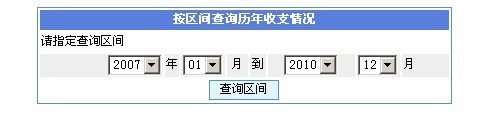 按区间查询历年收支情况
请指定查询区间
2007 年 01 月 到 2010 12 月
查询区间